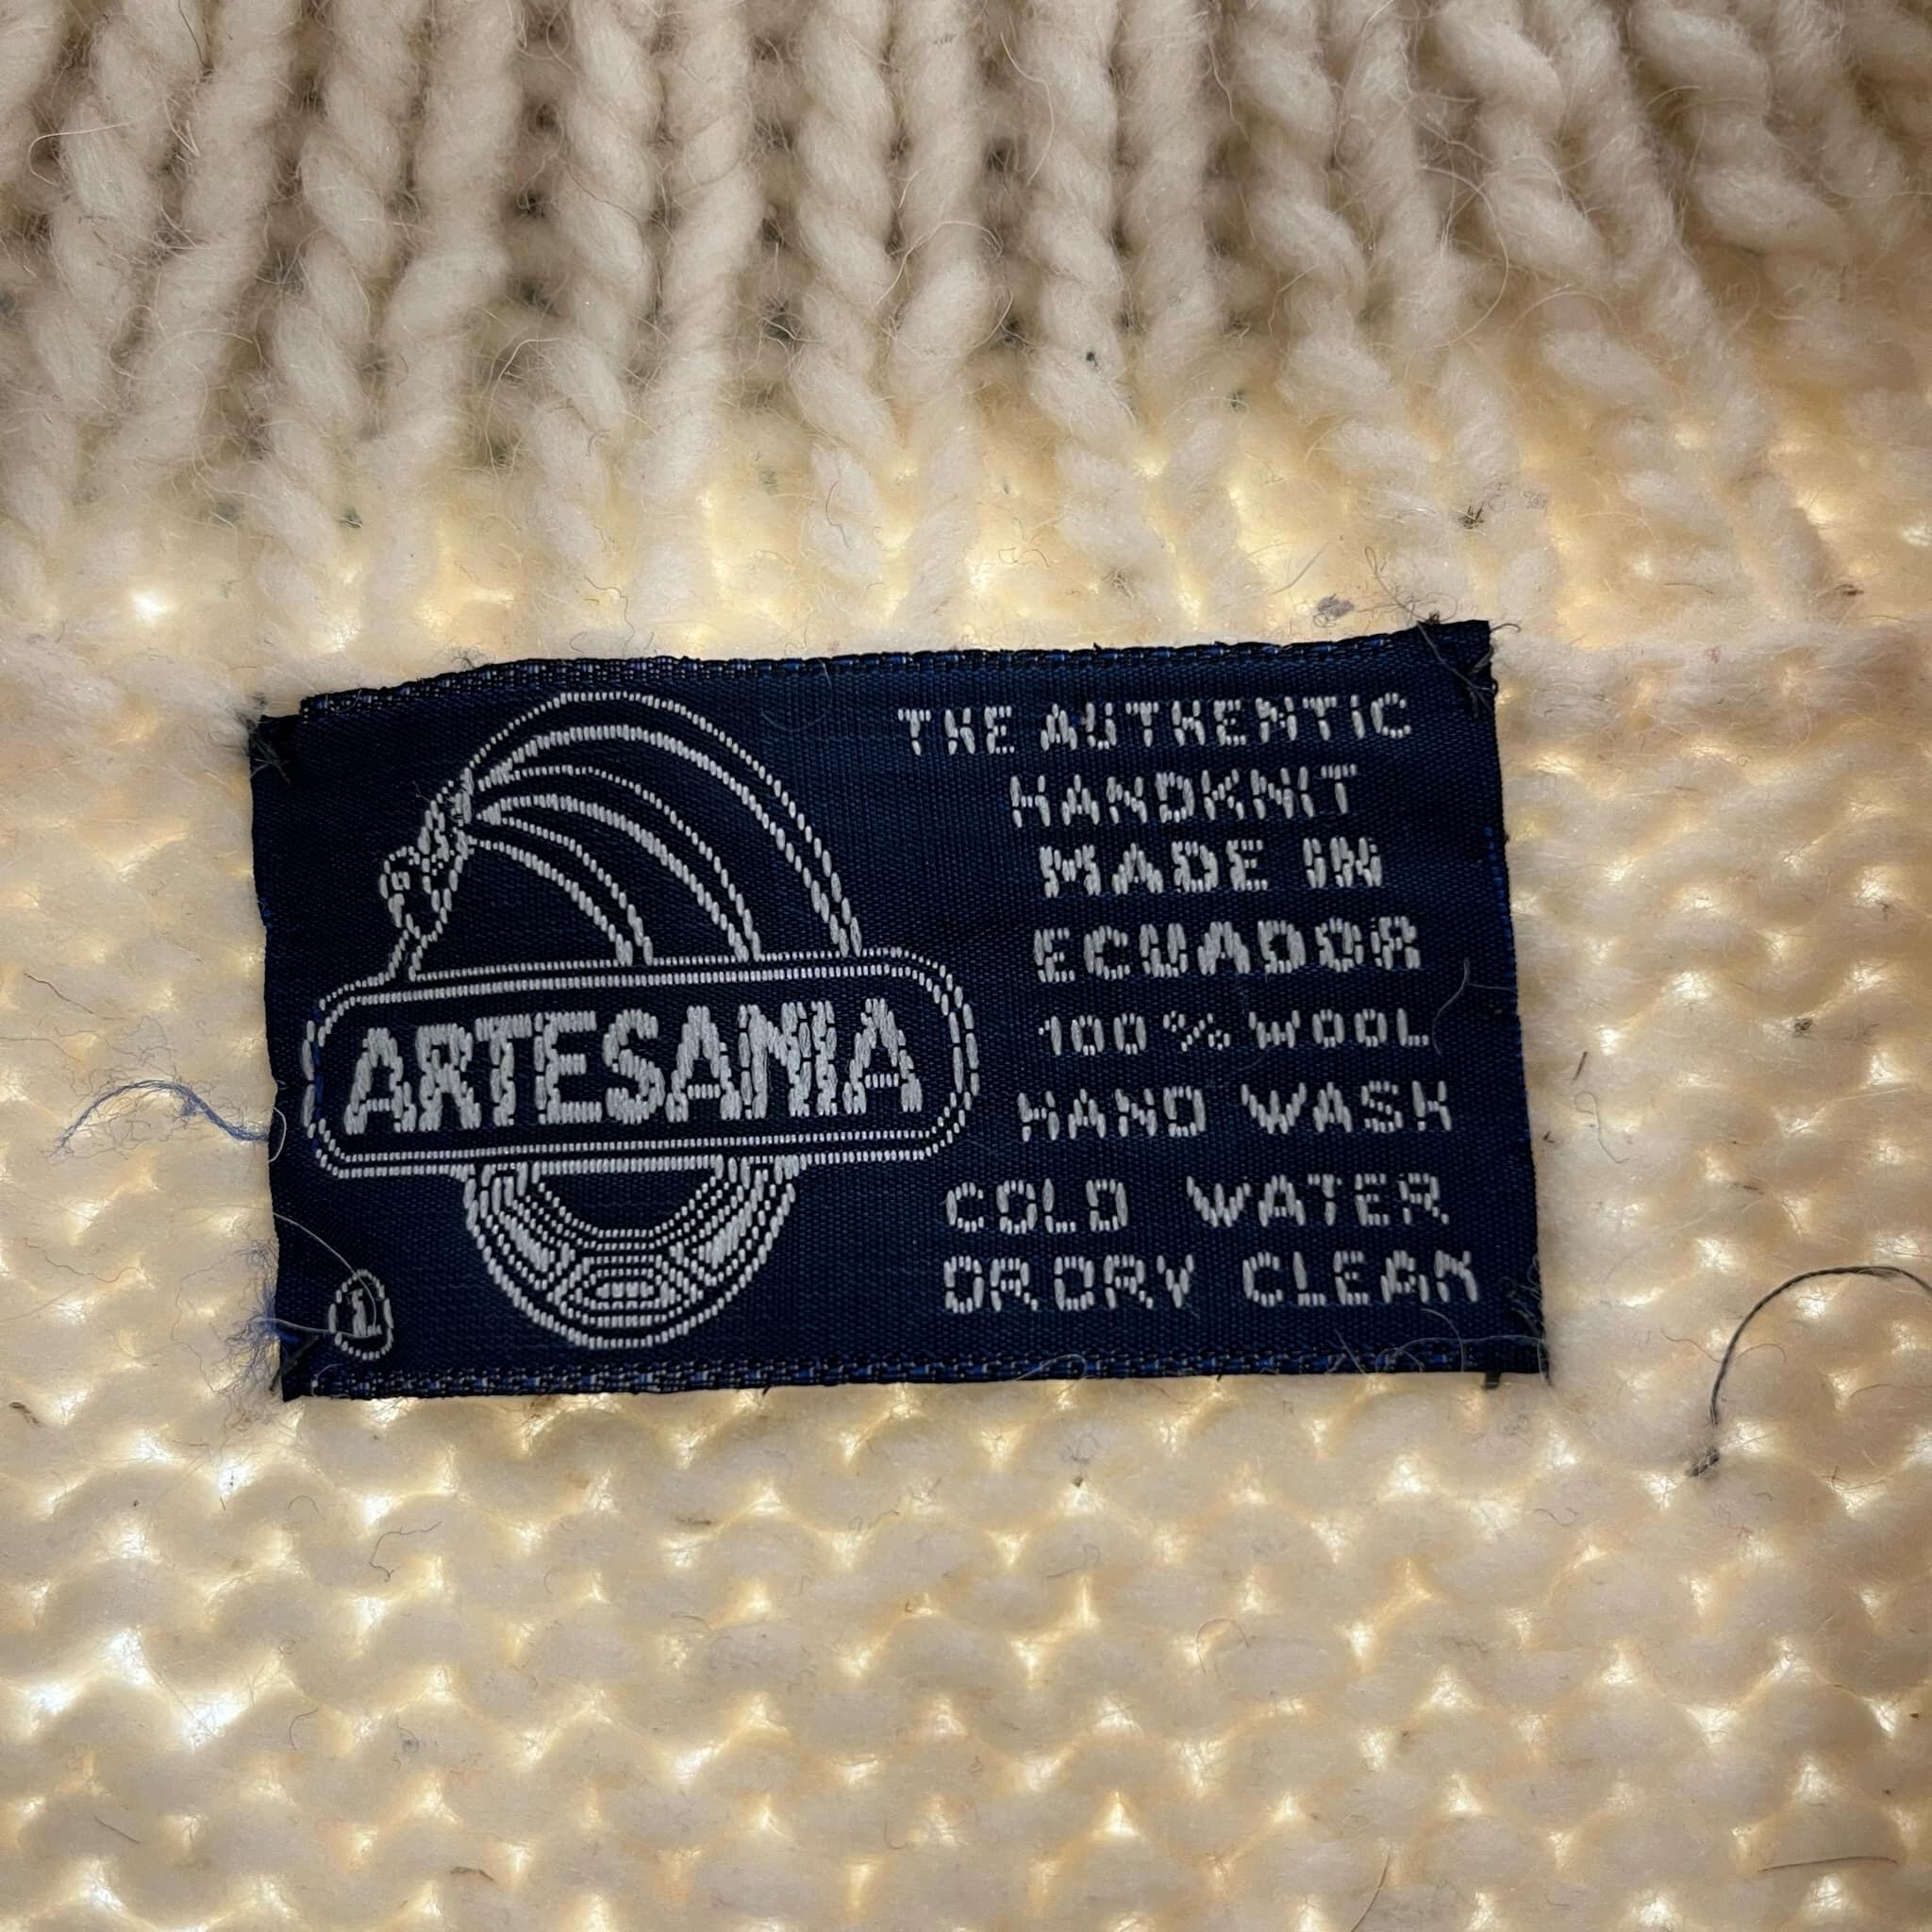 ARTESANIA
THE AUTHENTIC
HANDKNIT
MADE IN
ECUADOR
100% WOOL
HAND WASH
COLD WATER
OR DRY CLEAN
L